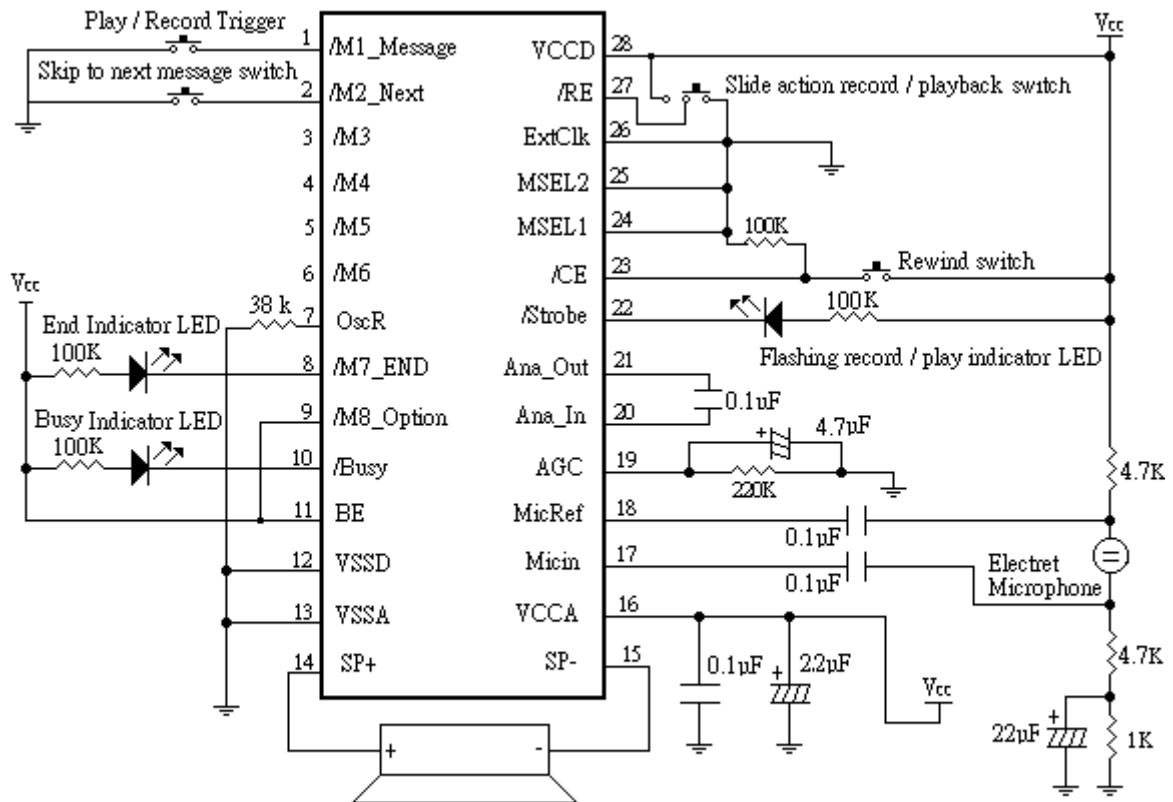 Play / Record Trigger
Skip to next message switch
1
2
3
4
5
6
7
8
9
10
11
12
13
14
/M1_Message
/M2_Next
/M3
/M4
/M5
/M6
OscR
/M7_END
/M8_Option
/Busy
BE
VSSD
VSSA
SP+
Vcc
38 k
End Indicator LED
100K
Busy Indicator LED
100K
+
-
VCCD
/RE
ExtClk
MSEL2
MSEL1
/CE
/Strobe
Ana_Out
Ana_In
AGC
MicRef
Micin
VCCA
SP-
28
27
26
25
24
23
22
21
20
19
18
17
16
15
Vcc
Slide action record / playback switch
100K
Rewind switch
100K
Flashing record / play indicator LED
0.1uF
+
4.7µF
220K
4.7K
0.1µF
0.1µF
Electret
Microphone
4.7K
0.1µF
+
22µF
Vcc
+
22µF
1K